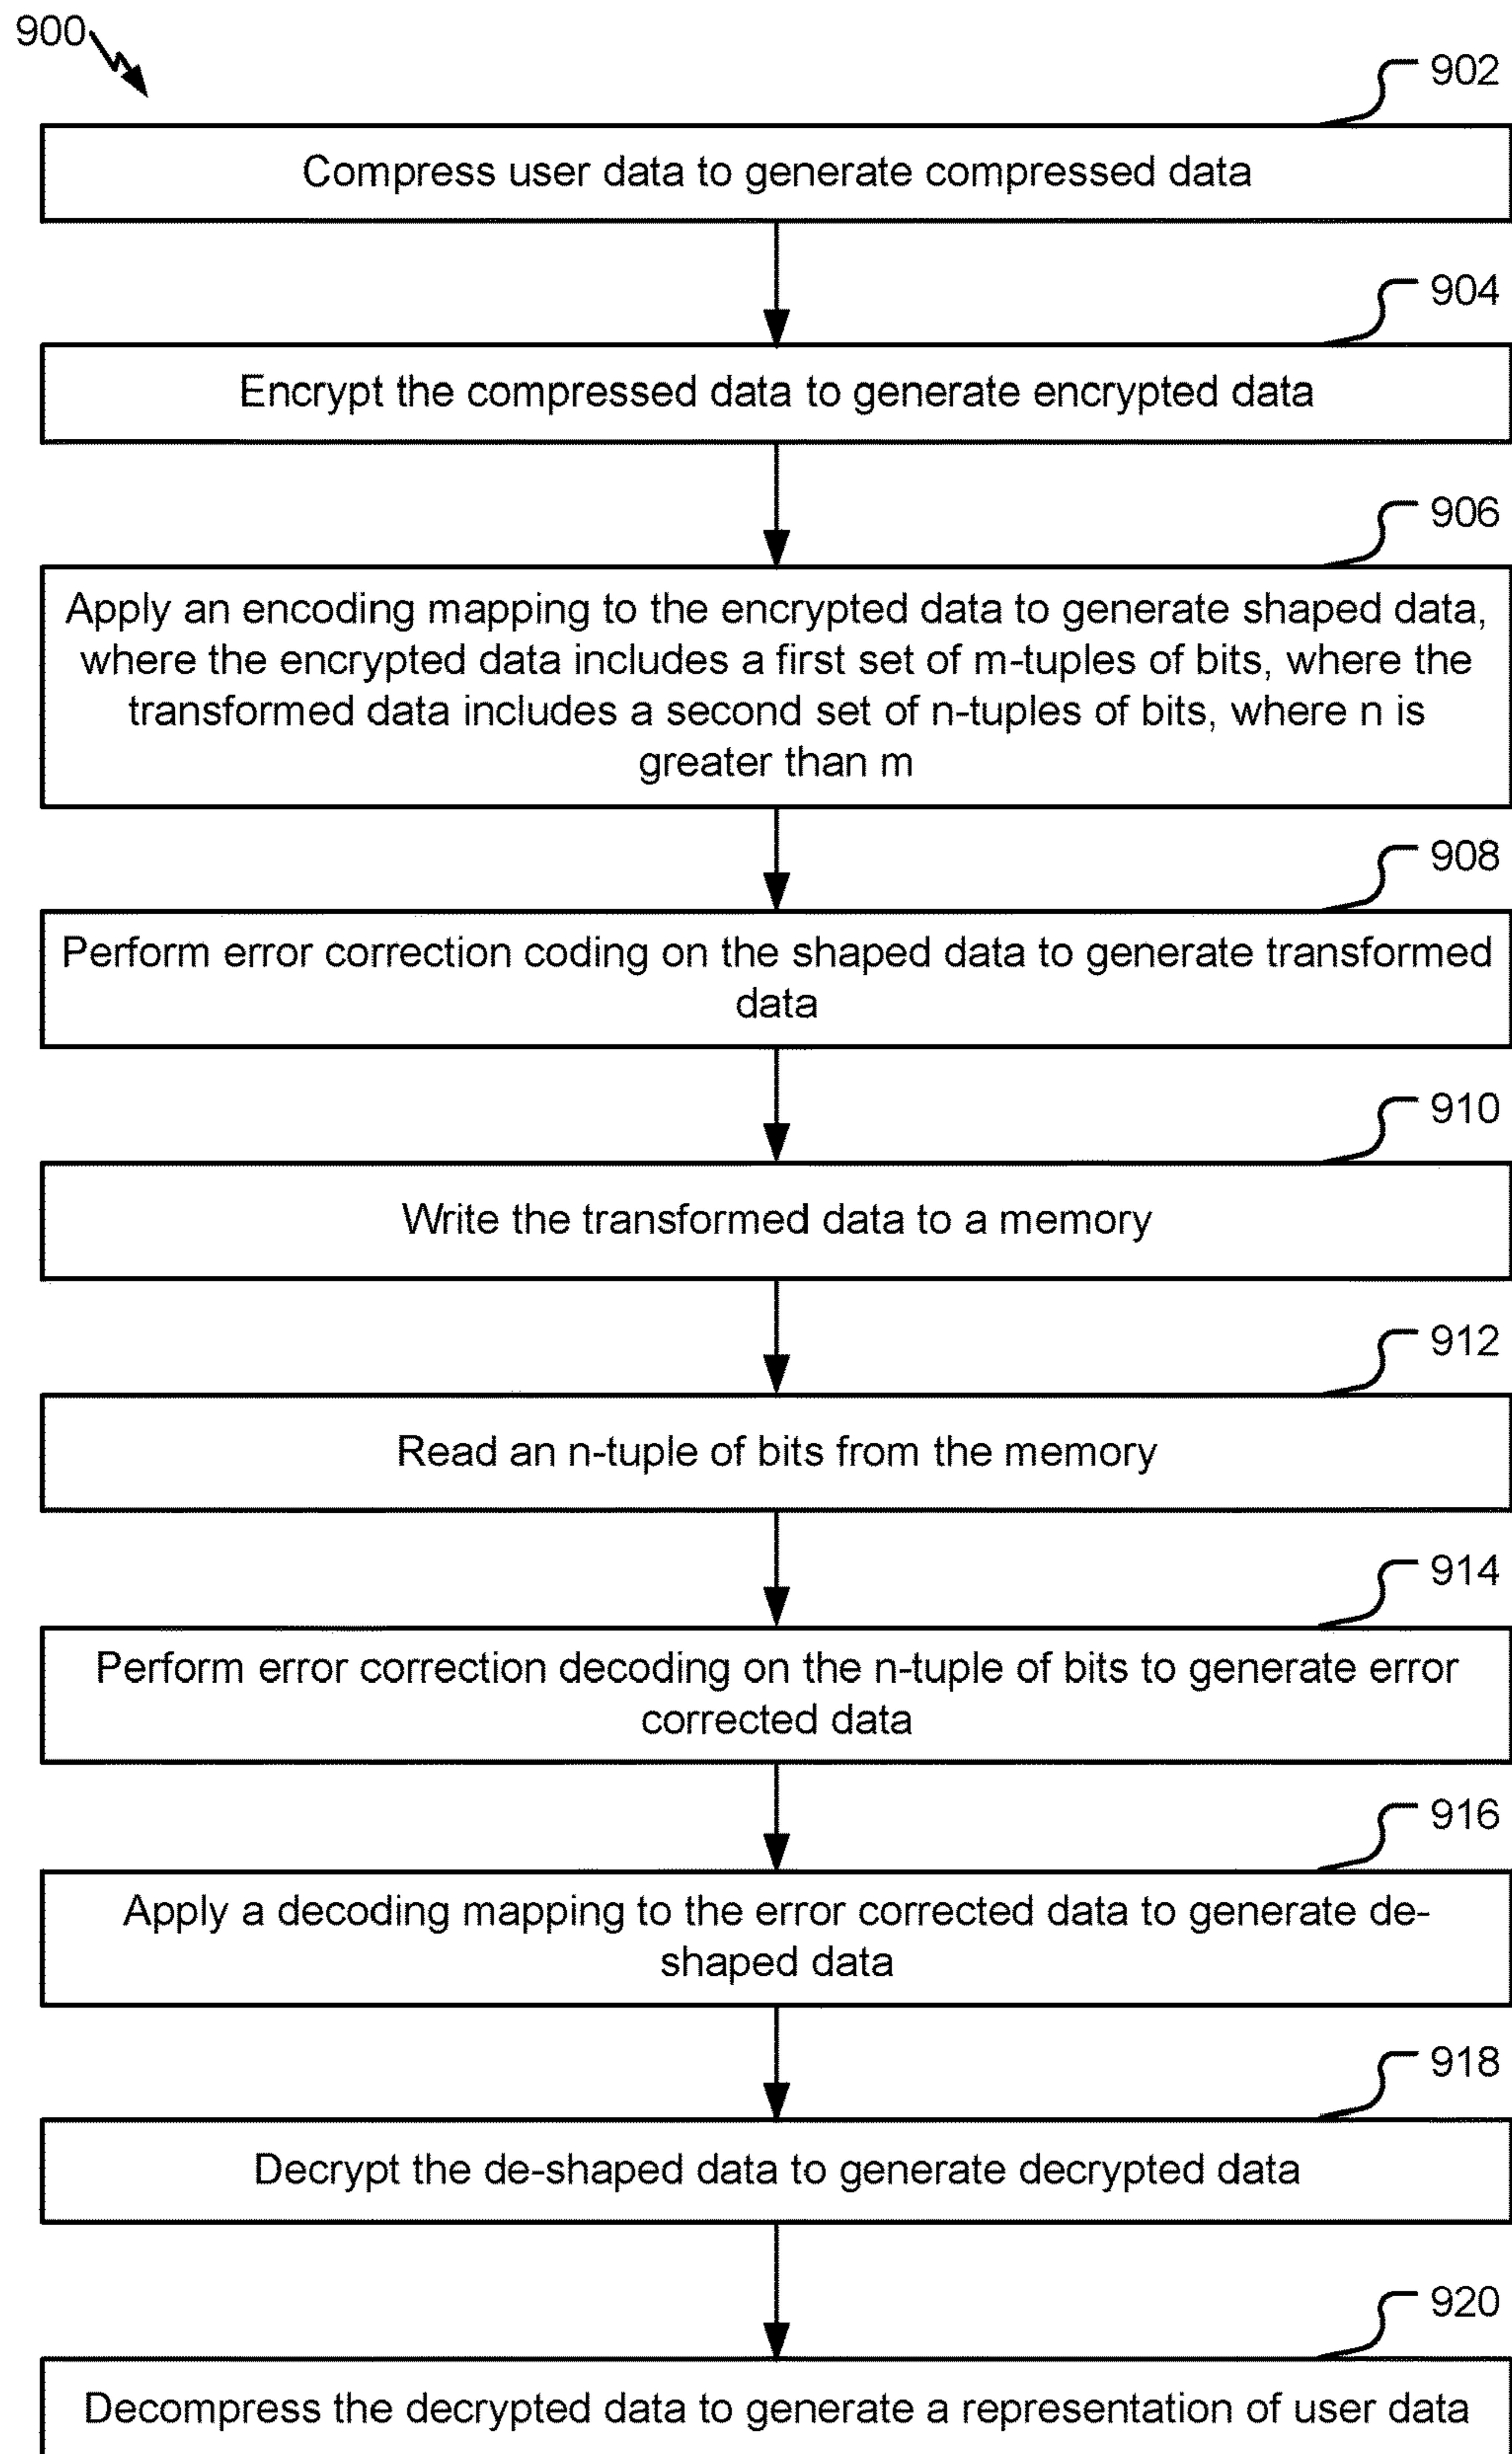 900
902
Compress user data to generate compressed data
904
Encrypt the compressed data to generate encrypted data
906
Apply an encoding mapping to the encrypted data to generate shaped data,
where the encrypted data includes a first set of m-tuples of bits, where the
transformed data includes a second set of n-tuples of bits, where n is
greater than m
908
Perform error correction coding on the shaped data to generate transformed
data
910
Write the transformed data to a memory
912
Read an n-tuple of bits from the memory
914
Perform error correction decoding on the n-tuple of bits to generate error
corrected data
916
Apply a decoding mapping to the error corrected data to generate de-
shaped data
918
Decrypt the de-shaped data to generate decrypted data
920
Decompress the decrypted data to generate a representation of user data